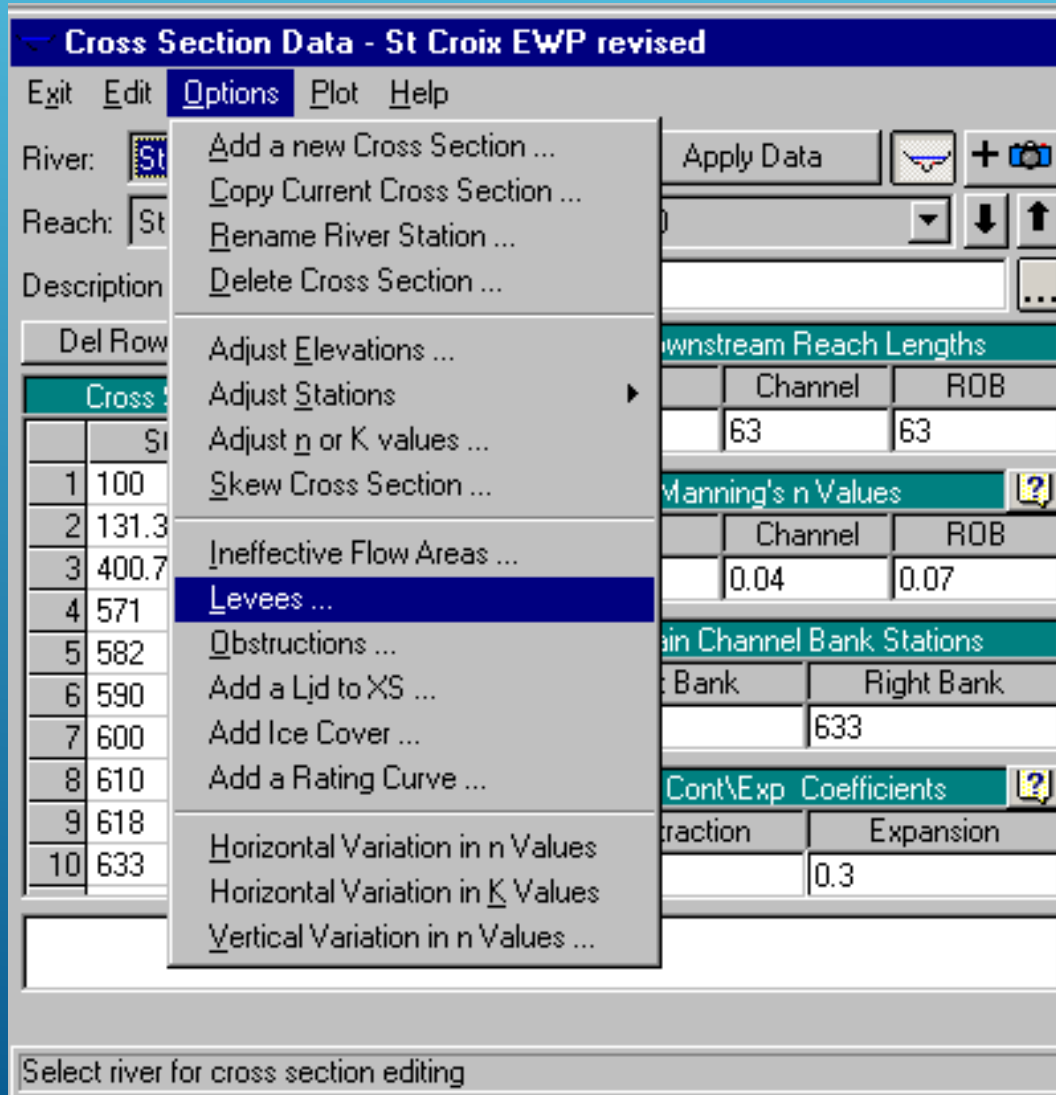 Cross Section Data - St Croix EWP revised
Exit Edit Options Plot Help
River: St Apply Data
Reach: St
Description ...
Del Row
Add a new Cross Section ...
Copy Current Cross Section ...
Rename River Station ...
Delete Cross Section ...
Adjust Elevations ...
Adjust Stations
Adjust n or K values ...
Skew Cross Section ...
Ineffective Flow Areas ...
Levees ...
Obstructions ...
Add a Lid to XS ...
Add Ice Cover ...
Add a Rating Curve ...
Horizontal Variation in n Values
Horizontal Variation in K Values
Vertical Variation in n Values ...
Cross
St
1 100
2 131.3
3 400.7
4 571
5 582
6 590
7 600
8 610
9 618
10 633
ownstream Reach Lengths
Channel ROB
63 63
Manning's n Values
Channel ROB
0.04 0.07
ain Channel Bank Stations
Bank Right Bank
633
Cont\Exp Coefficients
raction Expansion
0.3
Select river for cross section editing